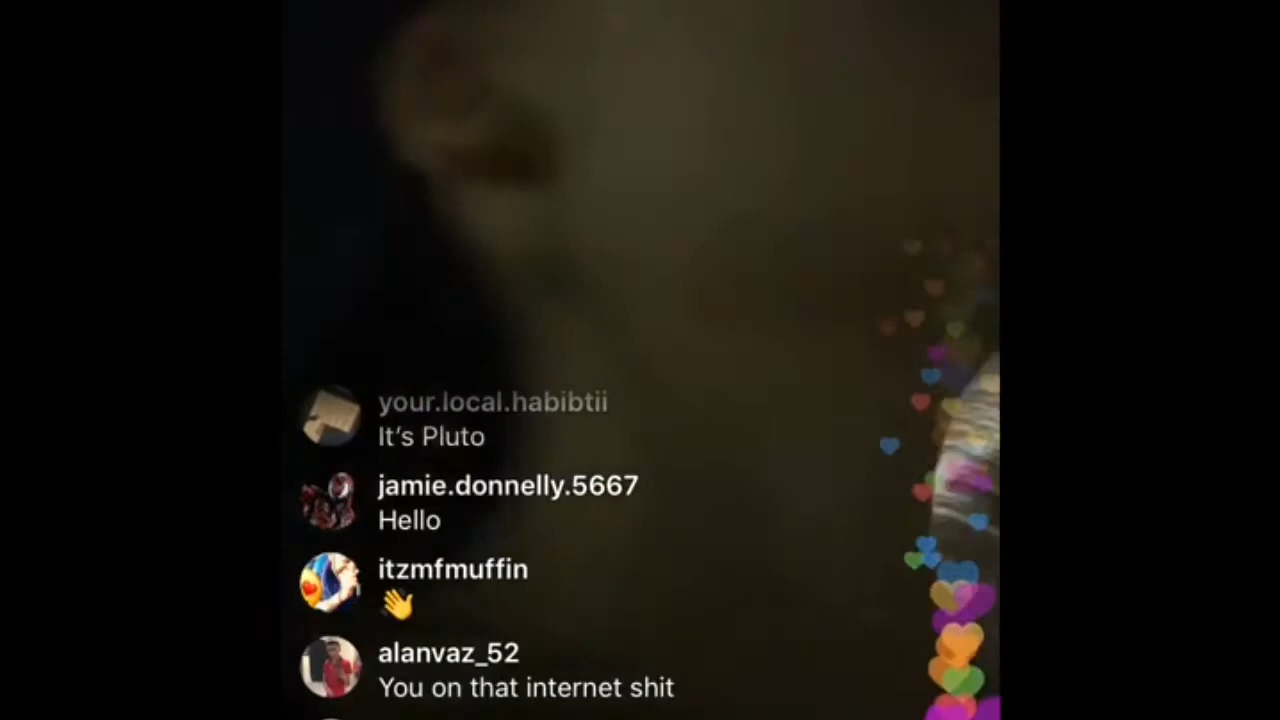 your.local.habibtii
It’s Pluto
jamie.donnelly.5667
Hello
itzmfmuffin
👋
alanvaz_52
You on that internet shit